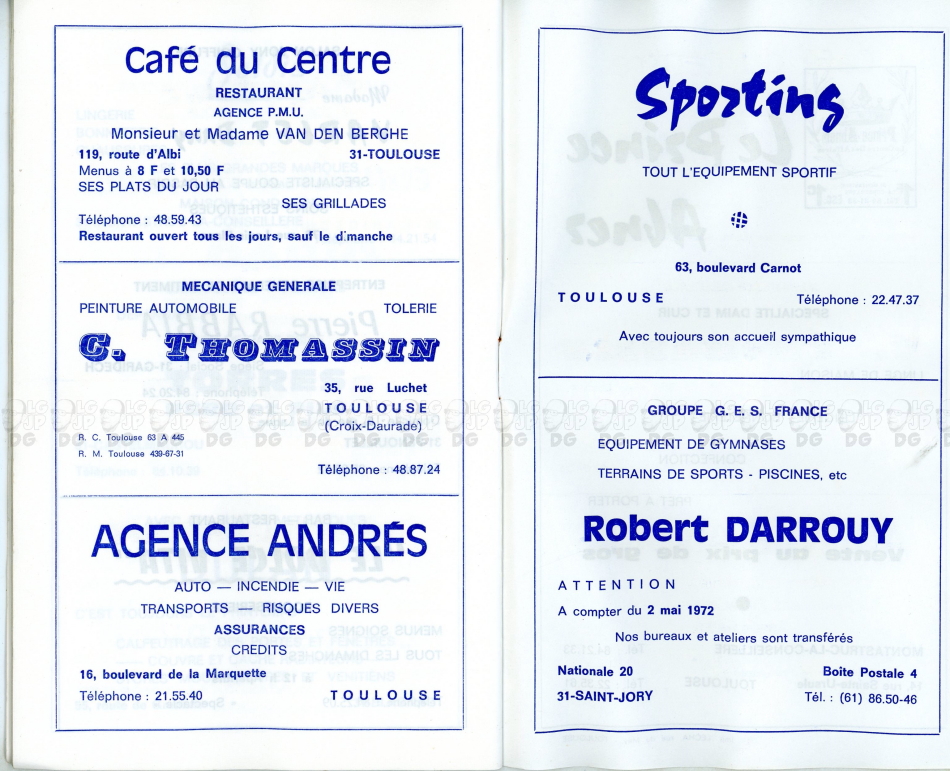 Café du Centre
RESTAURANT
AGENCE P.M.U.
Monsieur et Madame VAN DEN BERGHE
119, route d'Albi 31-TOULOUSE
Menus à 8 F et 10,50 F
SES PLATS DU JOUR
SES GRILLADES
Téléphone : 48.59.43
Restaurant ouvert tous les jours, sauf le dimanche
MECANIQUE GENERALE
PEINTURE AUTOMOBILE TOLERIE
C. THOMASSIN
35, rue Luchet
TOULOUSE
(Croix-Daurade)
R. C. Toulouse 63 A 445
R. M. Toulouse 439-67-31
Téléphone : 48.87.24
AGENCE ANDRÉS
AUTO — INCENDIE — VIE
TRANSPORTS — RISQUES DIVERS
ASSURANCES
CREDITS
16, boulevard de la Marquette
Téléphone : 21.55.40 TOULOUSE
Sporting
TOUT L'EQUIPEMENT SPORTIF
63, boulevard Carnot
TOULOUSE Téléphone : 22.47.37
Avec toujours son accueil sympathique
GROUPE G. E. S. FRANCE
EQUIPEMENT DE GYMNASES
TERRAINS DE SPORTS - PISCINES, etc
Robert DARROUY
ATTENTION
A compter du 2 mai 1972
Nos bureaux et ateliers sont transférés
Nationale 20 Boite Postale 4
31-SAINT-JORY Tél. : (61) 86.50-46